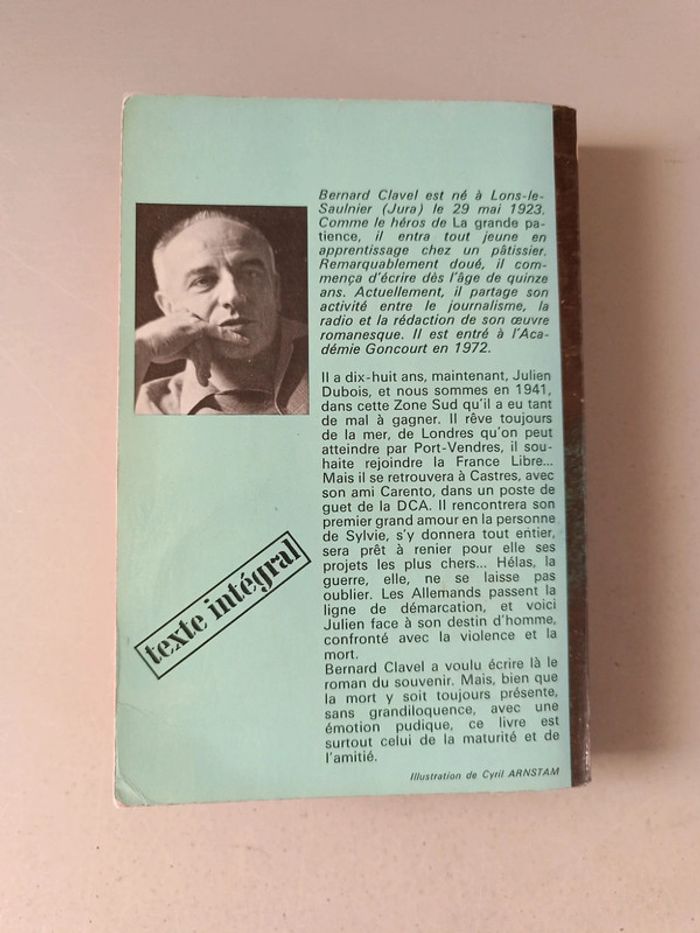 Bernard Clavel est né à Lons-le-
Saulnier (Jura) le 29 mai 1923.
Comme le héros de La grande pa-
tience, il entra tout jeune en
apprentissage chez un pâtissier.
Remarquablement doué, il com-
mença d'écrire dès l'âge de quinze
ans. Actuellement, il partage son
activité entre le journalisme, la
radio et la rédaction de son œuvre
romanesque. Il est entré à l'Aca-
démie Goncourt en 1972.
Il a dix-huit ans, maintenant, Julien
Dubois, et nous sommes en 1941,
dans cette Zone Sud qu'il a eu tant
de mal à gagner. Il rêve toujours
de la mer, de Londres qu'on peut
atteindre par Port-Vendres, il sou-
haite rejoindre la France Libre...
Mais il se retrouvera à Castres, avec
son ami Carento, dans un poste de
guet de la DCA. Il rencontrera son
premier grand amour en la personne
de Sylvie, s'y donnera tout entier,
sera prêt à renier pour elle ses
projets les plus chers... Hélas, la
guerre, elle, ne se laisse pas
oublier. Les Allemands passent la
ligne de démarcation, et voici
Julien face à son destin d'homme,
confronté avec la violence et la
mort.
Bernard Clavel a voulu écrire là le
roman du souvenir. Mais, bien que
la mort y soit toujours présente,
sans grandiloquence, avec une
émotion pudique, ce livre est
surtout celui de la maturité et de
l'amitié.
texte intégral
Illustration de Cyril ARNSTAM